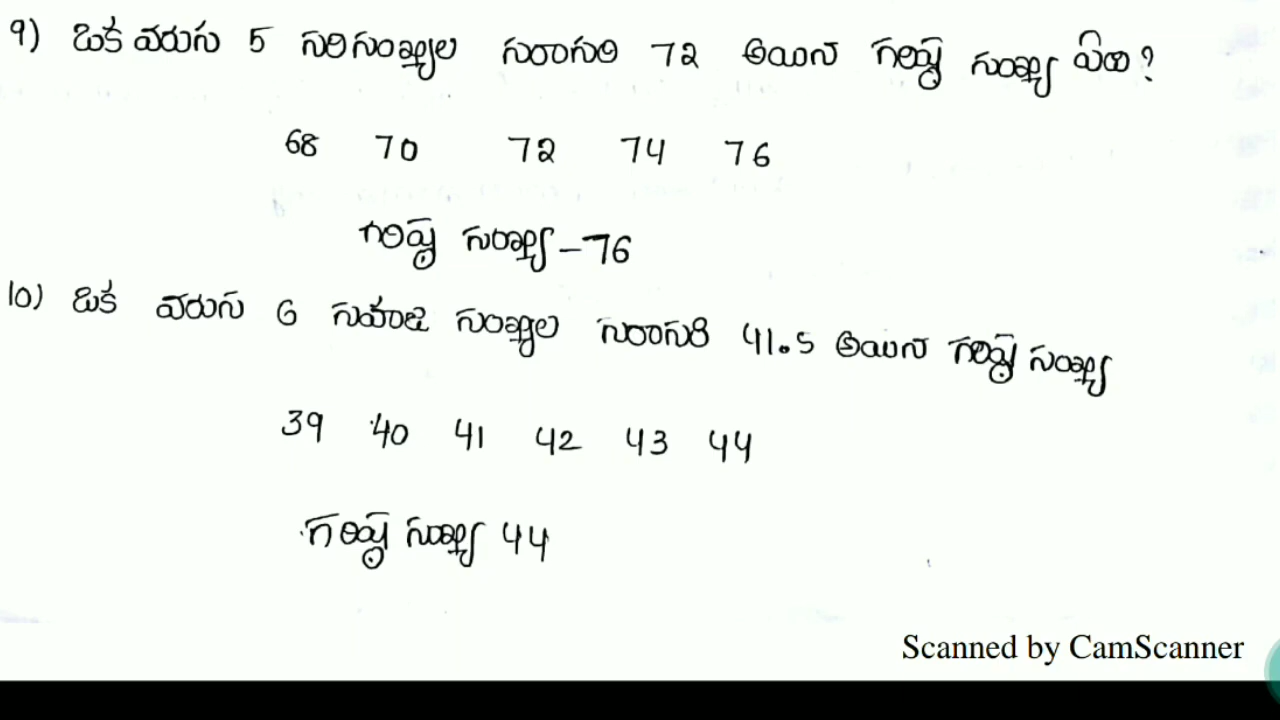 9) ఒక వరుస 5 సరిసంఖ్యల సరాసరి 72 అయిన గరిష్ఠ సంఖ్య ఏది?
68 70 72 74 76
గరిష్ఠ సంఖ్య - 76
10) ఒక వరుస 6 సహజ సంఖ్యల సరాసరి 41.5 అయిన గరిష్ఠ సంఖ్య
39 40 41 42 43 44
గరిష్ఠ సంఖ్య 44
Scanned by CamScanner